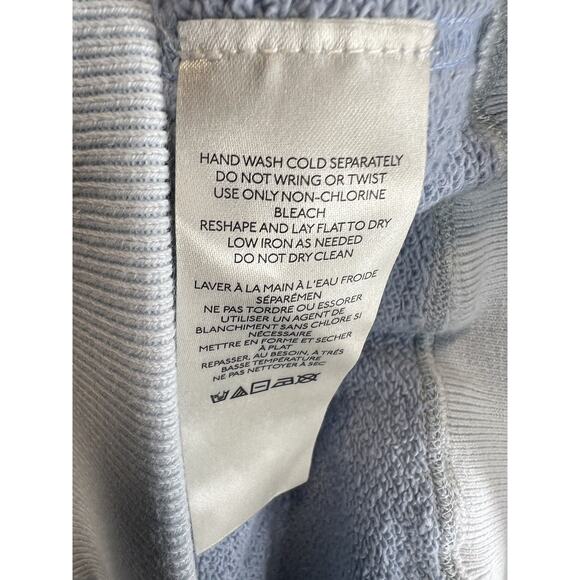 HAND WASH COLD SEPARATELY
DO NOT WRING OR TWIST
USE ONLY NON-CHLORINE
BLEACH
RESHAPE AND LAY FLAT TO DRY
LOW IRON AS NEEDED
DO NOT DRY CLEAN
LAVER À LA MAIN À L'EAU FROIDE
SÉPARÉMEN
NE PAS TORDRE OU ESSORER
UTILISER UN AGENT DE
BLANCHIMENT SANS CHLORE SI
NÉCESSAIRE
METTRE EN FORME ET SECHER
À PLAT
REPASSER, AU BESOIN, À TRÉS
BASSE TEMPÉRATURE
NE PAS NETTOYER À SEC